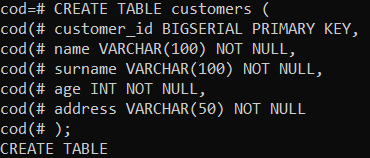 cod=# CREATE TABLE customers (
cod(# customer_id BIGSERIAL PRIMARY KEY,
cod(# name VARCHAR(100) NOT NULL,
cod(# surname VARCHAR(100) NOT NULL,
cod(# age INT NOT NULL,
cod(# address VARCHAR(50) NOT NULL
cod(# );
CREATE TABLE